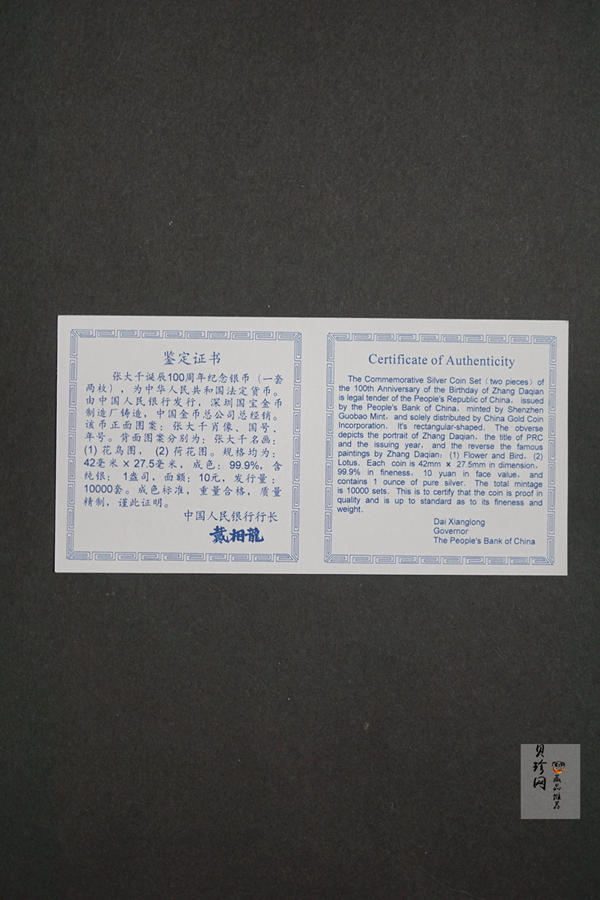 鉴定证书
张大千诞辰100周年纪念银币（一套
两枚），为中华人民共和国法定货币。
由中国人民银行发行，深圳国宝金币
制造厂铸造，中国金币总公司总经销。
该币正面图案：张大千肖像、国号、
年号。背面图案分别为：张大千名画：
(1) 花鸟图， (2) 荷花图。规格均为：
42毫米 X 27.5毫米，成色：99.9%，含
纯银： 1盎司，面额：10元，发行量：
10000套。成色标准，重量合格，质量
精制，谨此证明。
中国人民银行行长
戴相龍
Certificate of Authenticity
The Commemorative Silver Coin Set (two pieces) of
the 100th Anniversary of the Birthday of Zhang Daqian
is legal tender of the People's Republic of China, issued
by the People's Bank of China, minted by Shenzhen
Guobao Mint, and solely distributed by China Gold Coin
Incorporation. It's rectangular-shaped. The obverse
depicts the portrait of Zhang Daqian, the title of PRC
and the issuing year, and the reverse the famous
paintings by Zhang Daqian: (1) Flower and Bird. (2)
Lotus. Each coin is 42mm X 27.5mm in dimension,
99.9% in fineness, 10 yuan in face value, and
contains 1 ounce of pure silver. The total mintage
is 10000 sets. This is to certify that the coin is proof in
quality and is up to standard as to its fineness and
weight.
Dai Xianglong
Governor
The People's Bank of China
贝珍网
藏品推荐